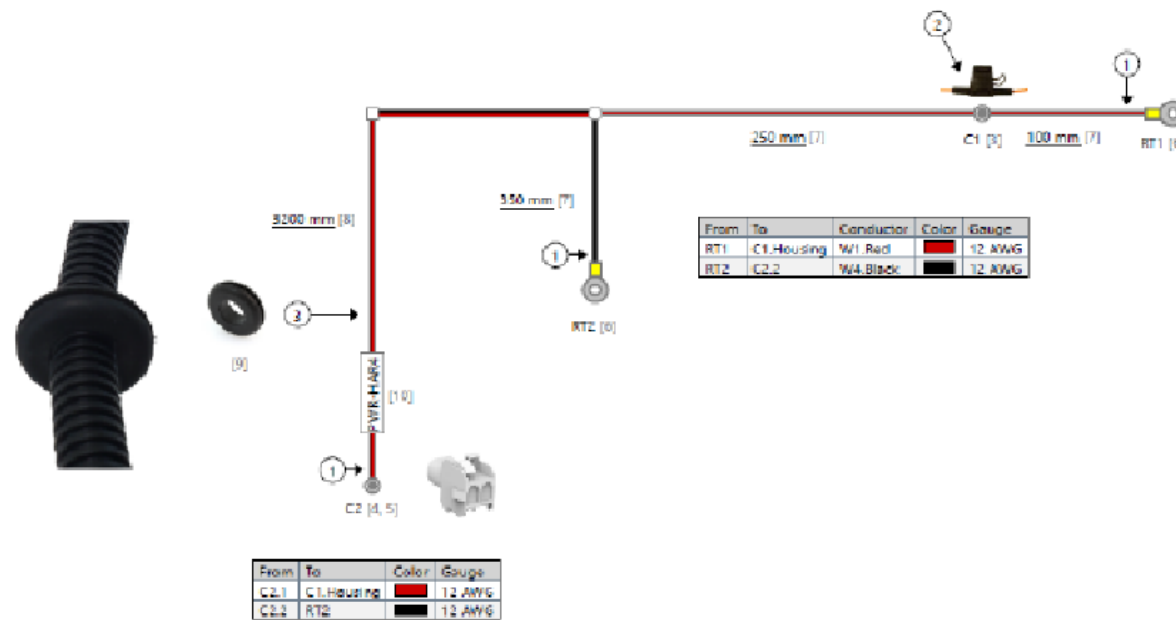 2
1
250 mm [7]
C1 [3]
100 mm [7]
RT1
350 mm [7]
3200 mm [8]
From To Conductor Color Gauge
RT1 C1.Housing W1.Red 12 AWG
RT2 C2.2 W4.Black 12 AWG
1
3
RT2 [6]
[9]
PWR-HAR4
[10]
1
C2 [4, 5]
From To Color Gauge
C2.1 C1.Housing 12 AWG
C2.2 RT2 12 AWG